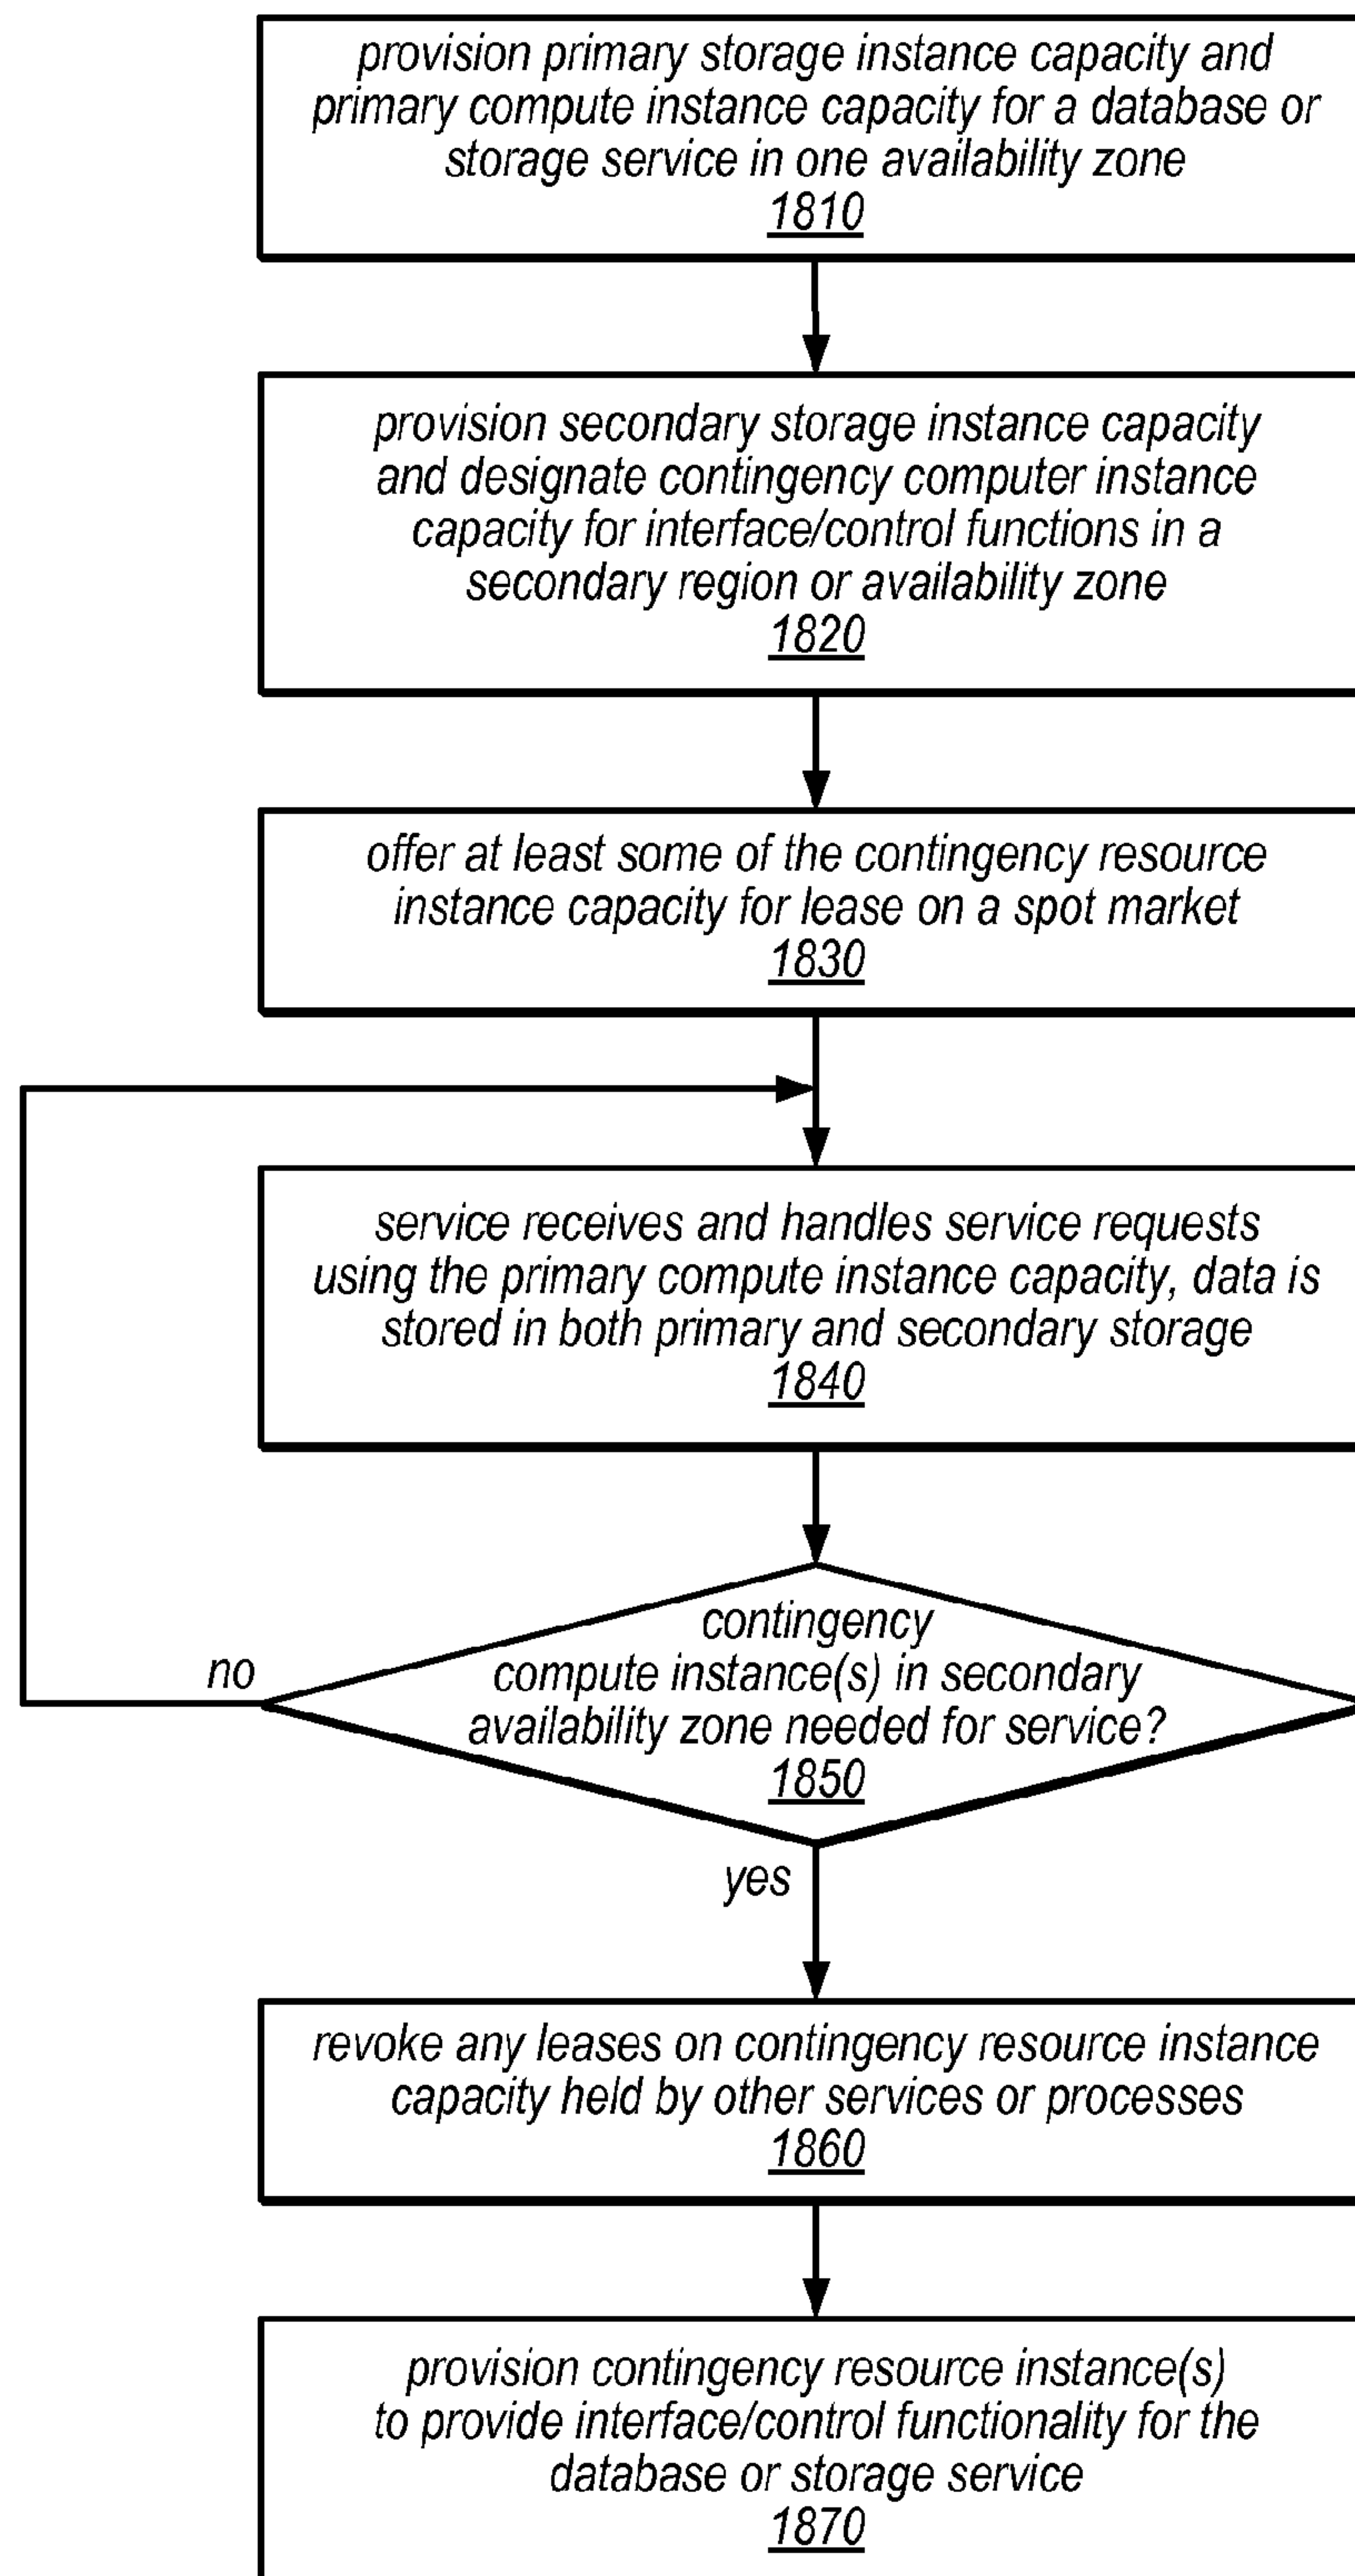 provision primary storage instance capacity and
primary compute instance capacity for a database or
storage service in one availability zone
1810
provision secondary storage instance capacity
and designate contingency computer instance
capacity for interface/control functions in a
secondary region or availability zone
1820
offer at least some of the contingency resource
instance capacity for lease on a spot market
1830
service receives and handles service requests
using the primary compute instance capacity, data is
stored in both primary and secondary storage
1840
contingency
no
compute instance(s) in secondary
availability zone needed for service?
1850
yes
revoke any leases on contingency resource instance
capacity held by other services or processes
1860
provision contingency resource instance(s)
to provide interface/control functionality for the
database or storage service
1870